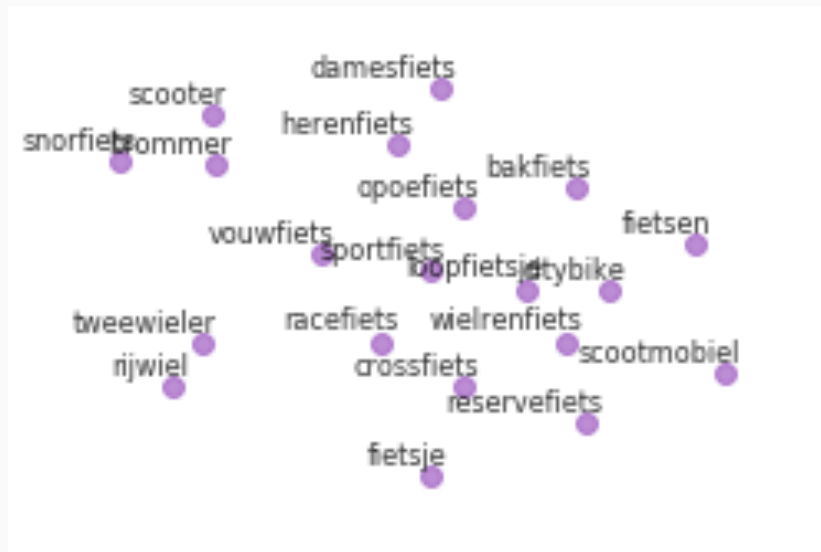 damesfiets
scooter
herenfiets
snorfiets
brommer
bakfiets
opoefiets
fietsen
vouwfiets
sportfiets
loopfietsje
citybike
tweewieler
racefiets
wielrenfiets
scootmobiel
rijwiel
crossfiets
reservefiets
fietsje